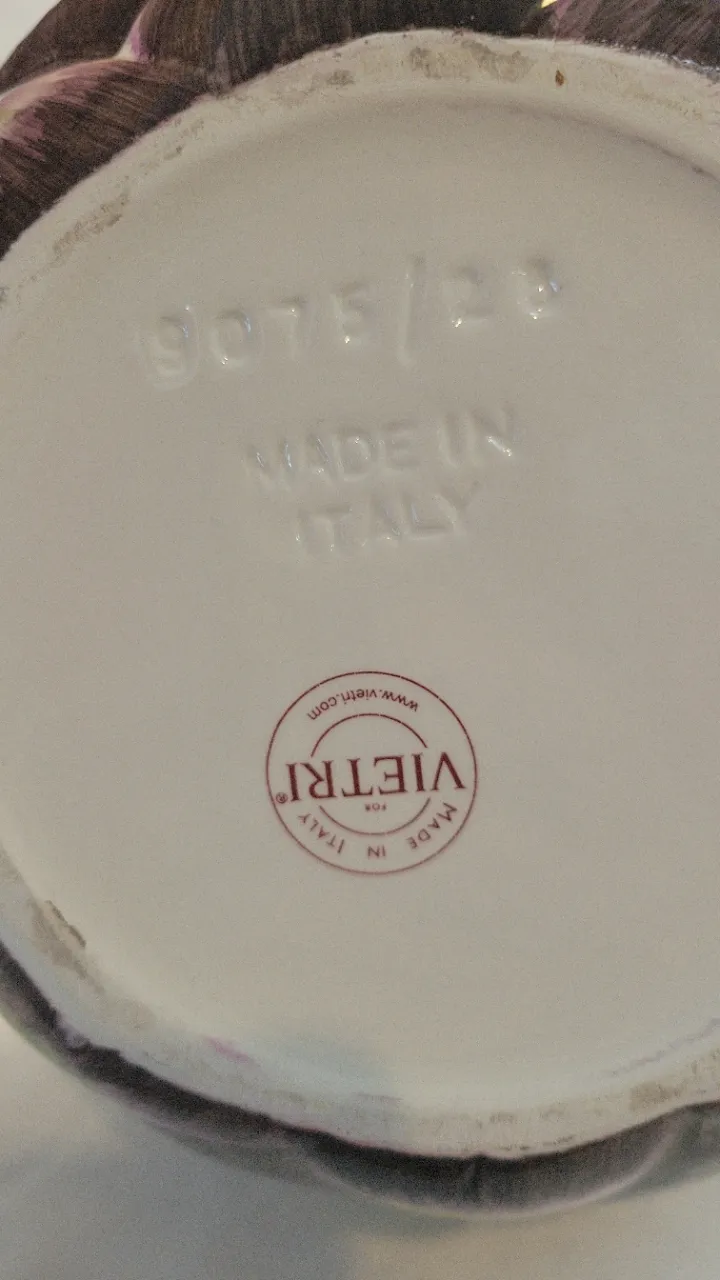 9075/20
MADE IN
ITALY
MADE IN ITALY
FOR
VIETRI®
www.vietri.com